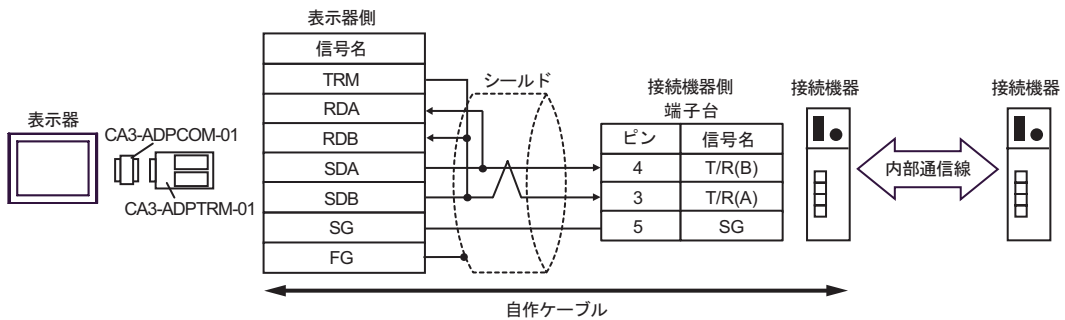 表示器側
信号名
TRM
RDA
RDB
SDA
SDB
SG
FG
表示器
CA3-ADPCOM-01
CA3-ADPTRM-01
シールド
接続機器側
端子台
ピン 信号名
4 T/R(B)
3 T/R(A)
5 SG
接続機器
内部通信線
接続機器
自作ケーブル